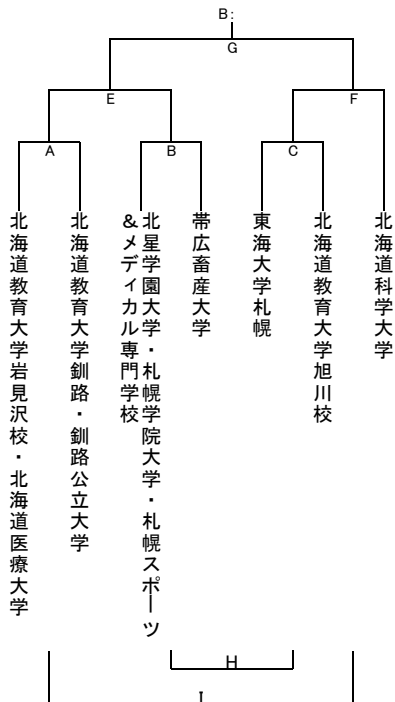 B:
G
E
F
A
B
C
北海道教育大学岩見沢校・北海道医療大学
北海道教育大学釧路・釧路公立大学
北星学園大学・札幌学院大学・札幌スポーツ
&メディカル専門学校
帯広畜産大学
東海大学札幌
北海道教育大学旭川校
北海道科学大学
H
I